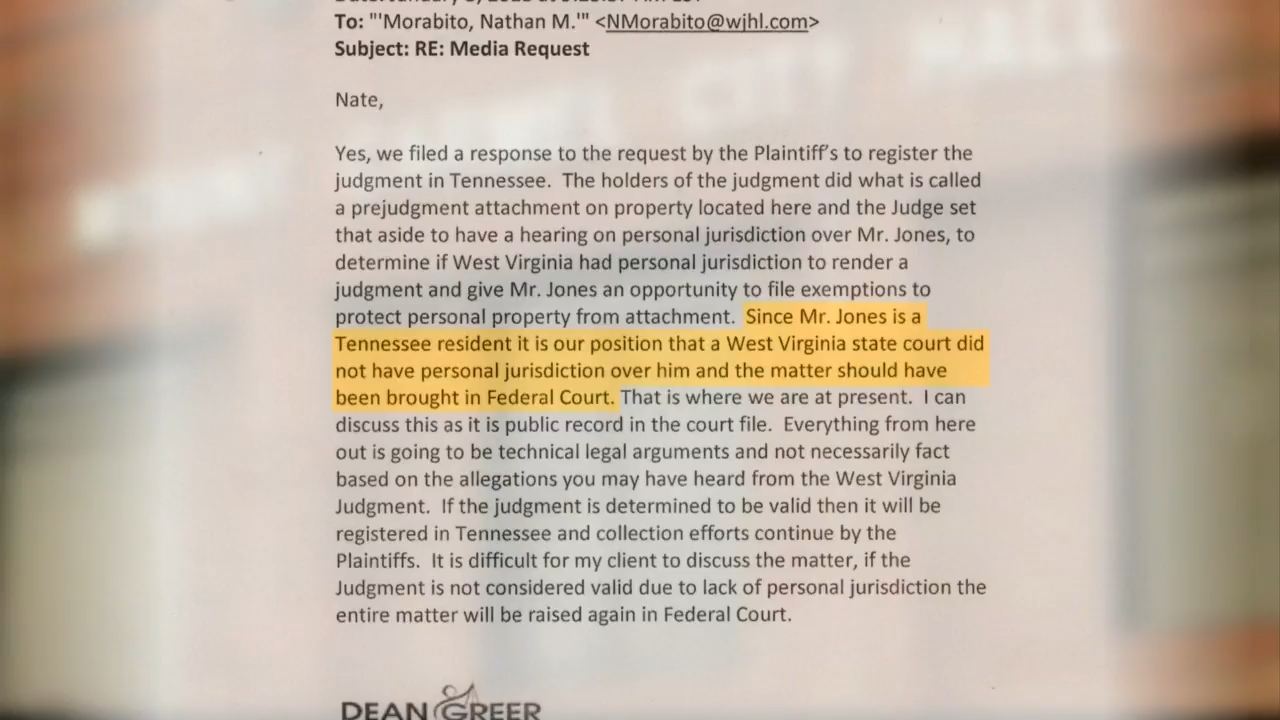 To: "'Morabito, Nathan M.'" <NMorabito@wjhl.com>
Subject: RE: Media Request
Nate,
Yes, we filed a response to the request by the Plaintiff's to register the
judgment in Tennessee. The holders of the judgment did what is called
a prejudgment attachment on property located here and the Judge set
that aside to have a hearing on personal jurisdiction over Mr. Jones, to
determine if West Virginia had personal jurisdiction to render a
judgment and give Mr. Jones an opportunity to file exemptions to
protect personal property from attachment. Since Mr. Jones is a
Tennessee resident it is our position that a West Virginia state court did
not have personal jurisdiction over him and the matter should have
been brought in Federal Court. That is where we are at present. I can
discuss this as it is public record in the court file. Everything from here
out is going to be technical legal arguments and not necessarily fact
based on the allegations you may have heard from the West Virginia
Judgment. If the judgment is determined to be valid then it will be
registered in Tennessee and collection efforts continue by the
Plaintiffs. It is difficult for my client to discuss the matter, if the
Judgment is not considered valid due to lack of personal jurisdiction the
entire matter will be raised again in Federal Court.
DEAN GREER